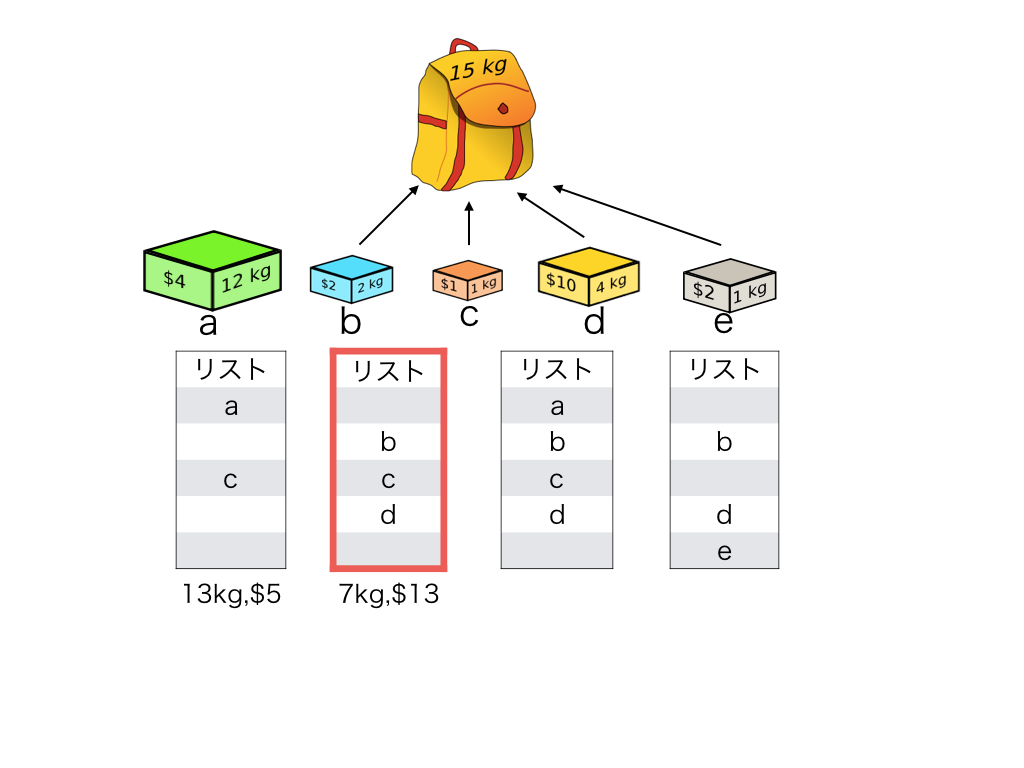 15 kg
$4 12 kg
$2 2 kg
$1 1 kg
$10 4 kg
$2 1 kg
a b c d e
リスト リスト リスト リスト
a a
b b b
c c c
d d d
e
13kg,$5 7kg,$13